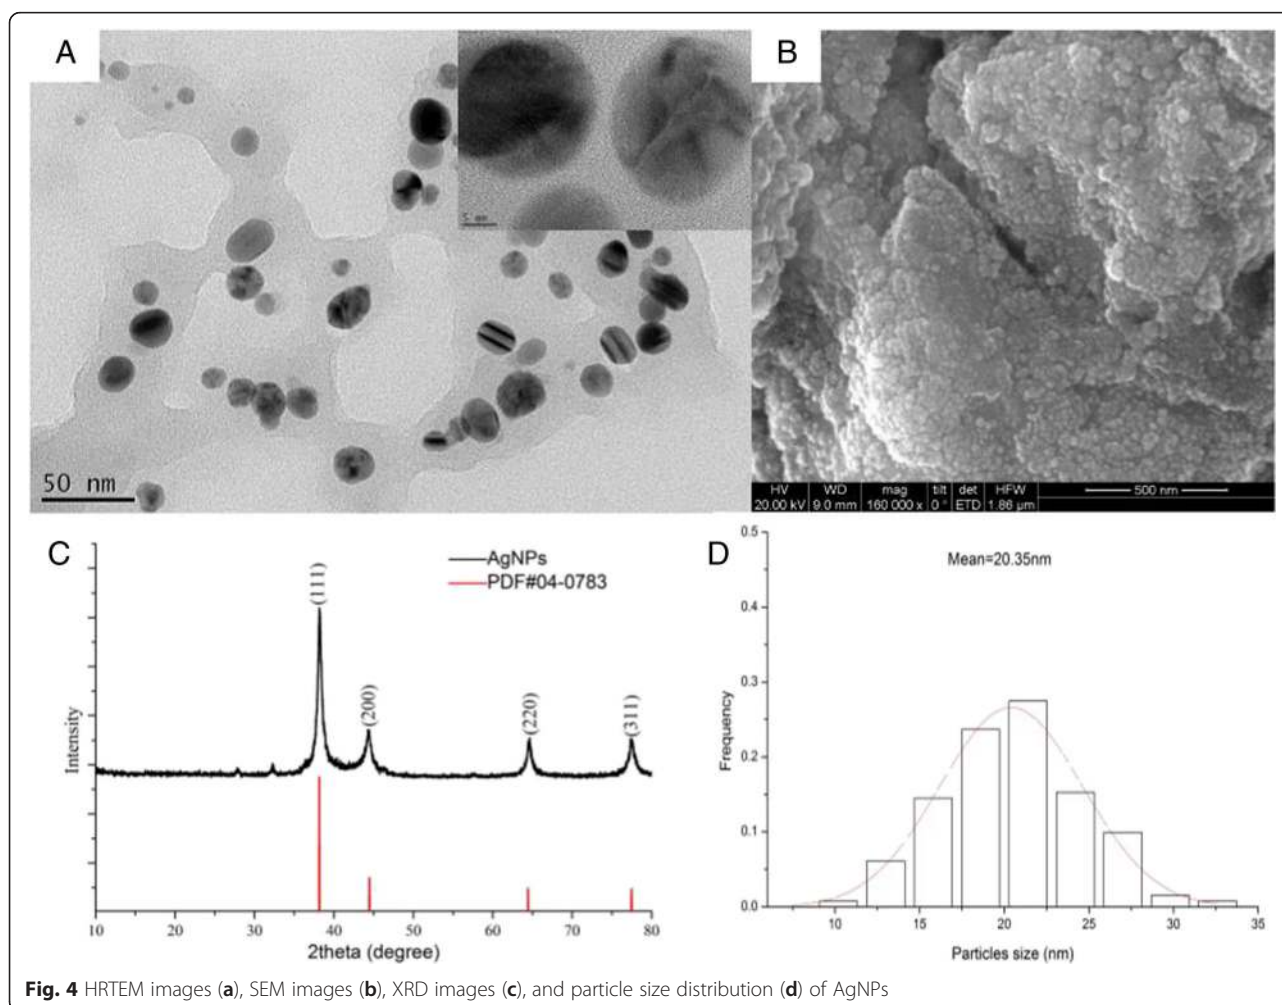 A
5 nm
50 nm
B
HV WD mag tilt det HFW
500 nm
20.00 kV 9.0 mm 160 000 x 0 ° ETD 1.86 µm
C
AgNPs
PDF#04-0783
(111)
(200)
(220)
(311)
Intensity
10 20 30 40 50 60 70 80
2theta (degree)
D
Mean=20.35nm
0.5
0.4
0.3
0.2
0.1
0.0
Frequency
10 15 20 25 30 35
Particles size (nm)
Fig. 4 HRTEM images (a), SEM images (b), XRD images (c), and particle size distribution (d) of AgNPs